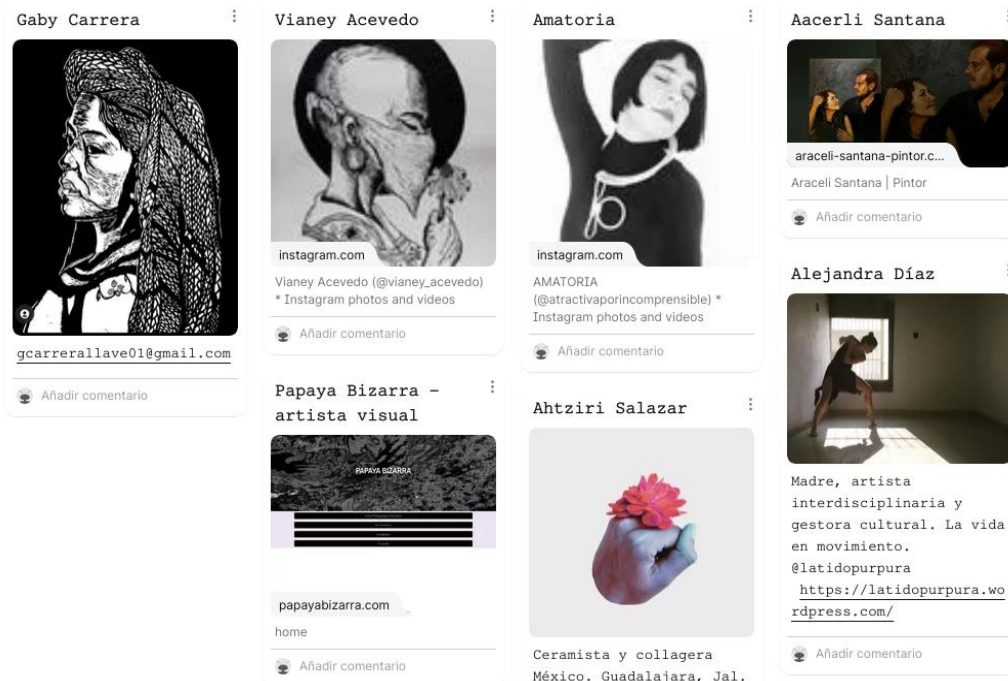 Gaby Carrera
gcarrerallave01@gmail.com
Añadir comentario
Vianey Acevedo
instagram.com
Vianey Acevedo (@vianey_acevedo)
* Instagram photos and videos
Añadir comentario
Papaya Bizarra –
artista visual
PAPAYA BIZARRA
papayabizarra.com
home
Añadir comentario
Amatoria
instagram.com
AMATORIA
(@atractivaporincomprensible) *
Instagram photos and videos
Añadir comentario
Ahtziri Salazar
Ceramista y collagera
México. Guadalajara, Jal.
Aacerli Santana
araceli-santana-pintor.c...
Araceli Santana | Pintor
Añadir comentario
Alejandra Díaz
Madre, artista
interdisciplinaria y
gestora cultural. La vida
en movimiento.
@latidopurpura
https://latidopurpura.wo
rdpress.com/
Añadir comentario